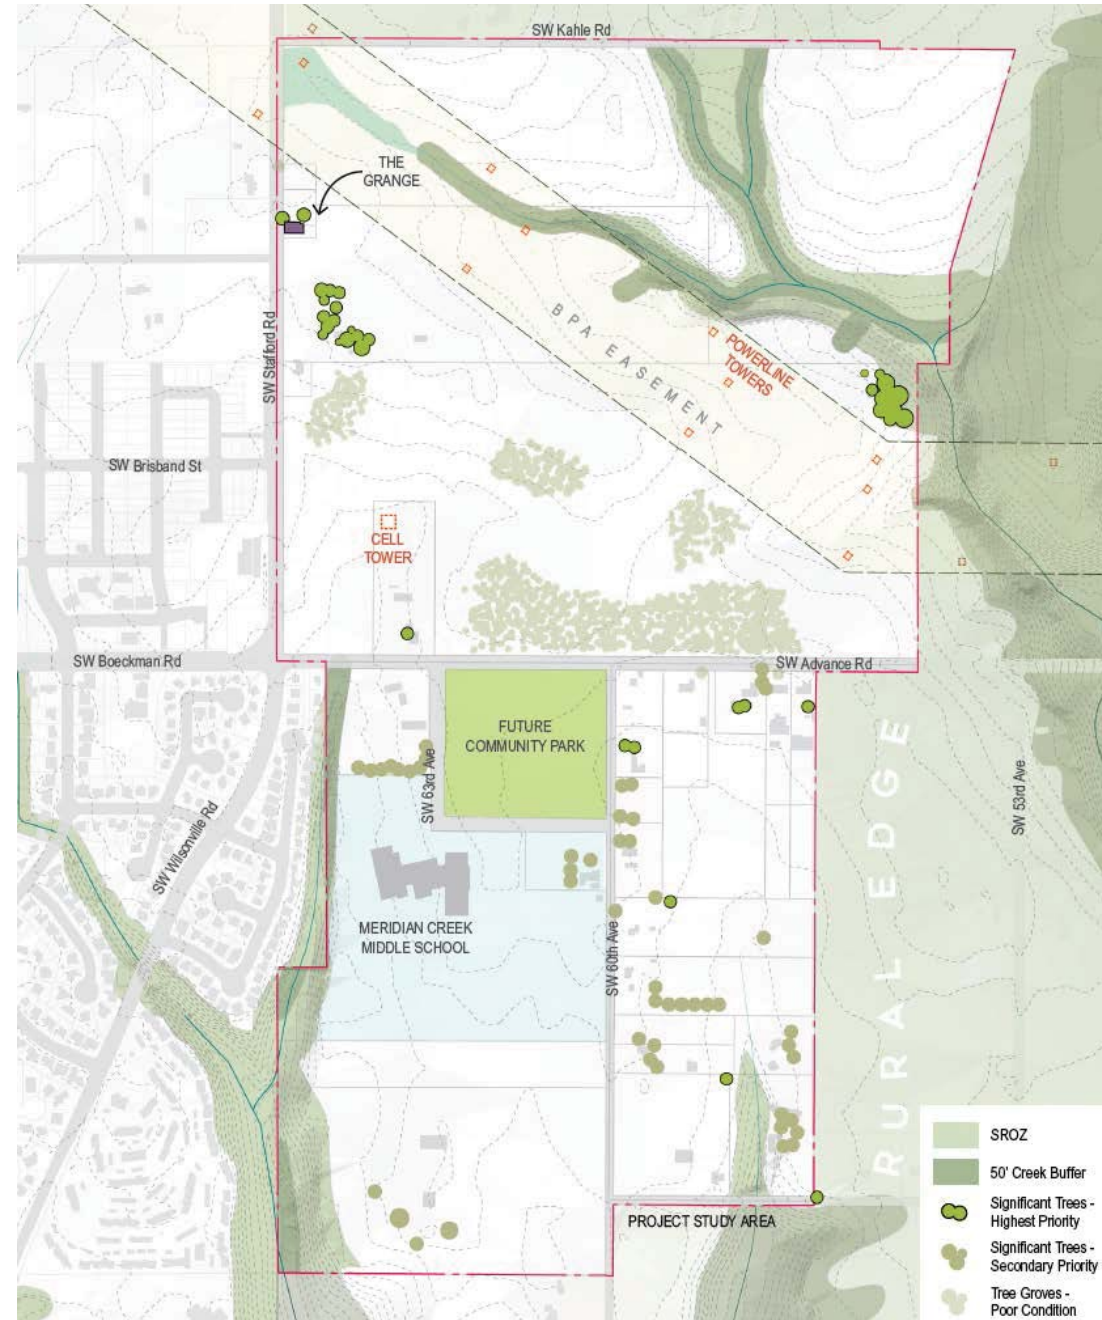 SW Kahle Rd
THE
GRANGE
SW Stafford Rd
BPA EASEMENT
POWERLINE
TOWERS
SW Brisband St
CELL
TOWER
SW Boeckman Rd
SW Advance Rd
FUTURE
COMMUNITY PARK
SW 63rd Ave
SW Wilsonville Rd
SW 53rd Ave
RURAL EDGE
MERIDIAN CREEK
MIDDLE SCHOOL
SW 60th Ave
PROJECT STUDY AREA
SROZ
50' Creek Buffer
Significant Trees -
Highest Priority
Significant Trees -
Secondary Priority
Tree Groves -
Poor Condition